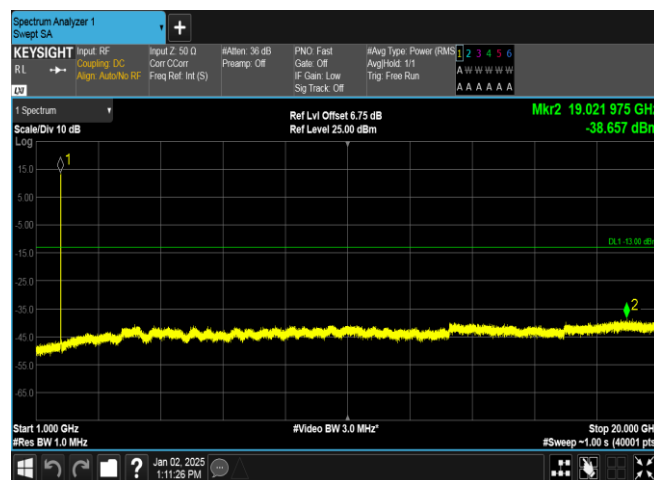 Spectrum Analyzer 1
Swept SA
+
KEYSIGHT
RL
LXI
Input: RF
Coupling: DC
Align: Auto/No RF
Input Z: 50 Ω
Corr CCorr
Freq Ref: Int (S)
#Atten: 36 dB
Preamp: Off
PNO: Fast
Gate: Off
IF Gain: Low
Sig Track: Off
#Avg Type: Power (RMS
Avg|Hold: 1/1
Trig: Free Run
1 2 3 4 5 6
A W W W W W
A A A A A A
1 Spectrum
Scale/Div 10 dB
Log
Ref Lvl Offset 6.75 dB
Ref Level 25.00 dBm
Mkr2 19.021 975 GHz
-38.657 dBm
15.0
5.00
-5.00
-15.0
-25.0
-35.0
-45.0
-55.0
-65.0
1
DL1 -13.00 dBm
2
Start 1.000 GHz
#Res BW 1.0 MHz
#Video BW 3.0 MHz*
Stop 20.000 GHz
#Sweep ~1.00 s (40001 pts)
?
Jan 02, 2025
1:11:26 PM